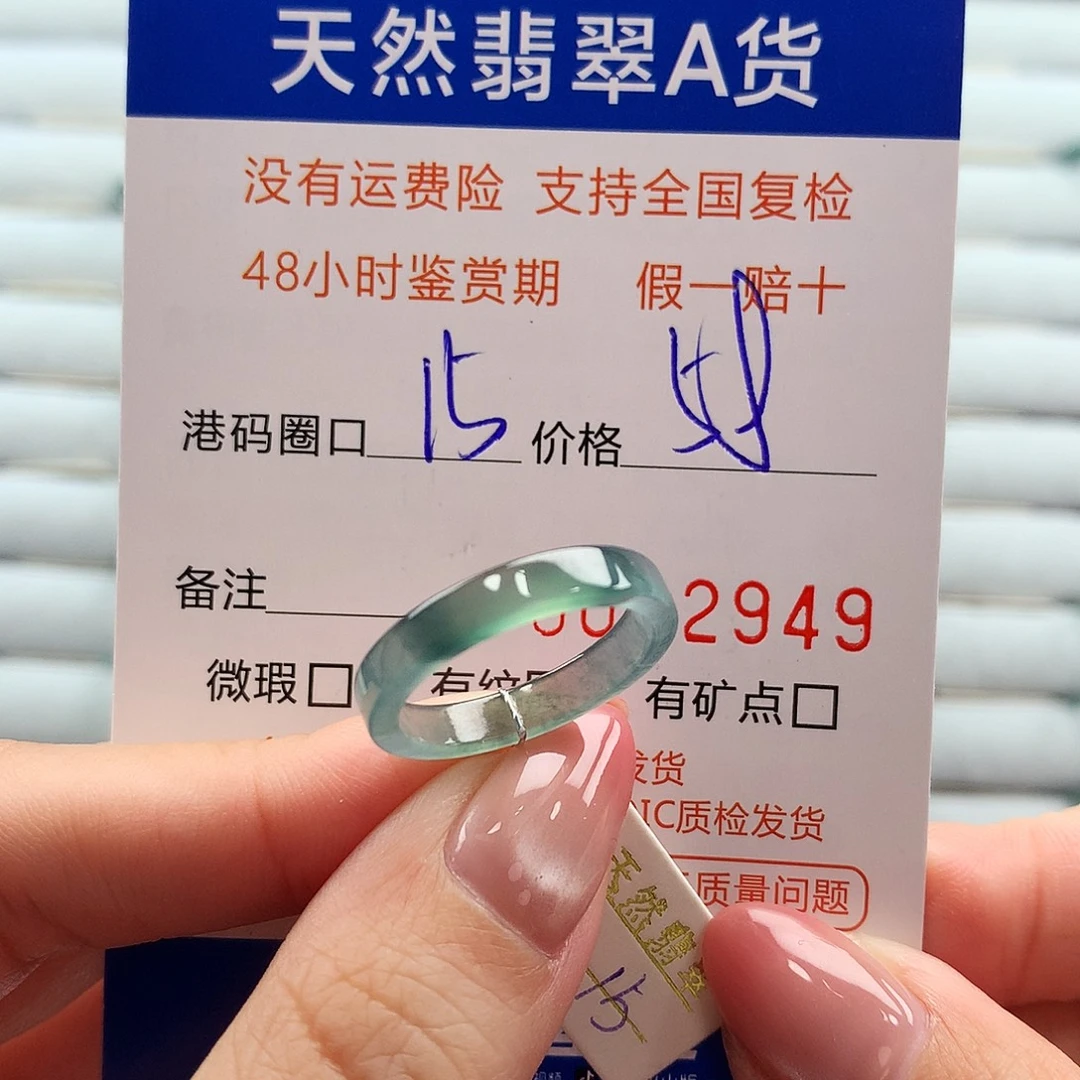 天然翡翠A货
没有运费险 支持全国复检
48小时鉴赏期 假一赔十
港码圈口 15 价格
备注
2949
微瑕□ 有纹 有矿点□
发货
IC质检发货
质量问题
天然翡翠
15